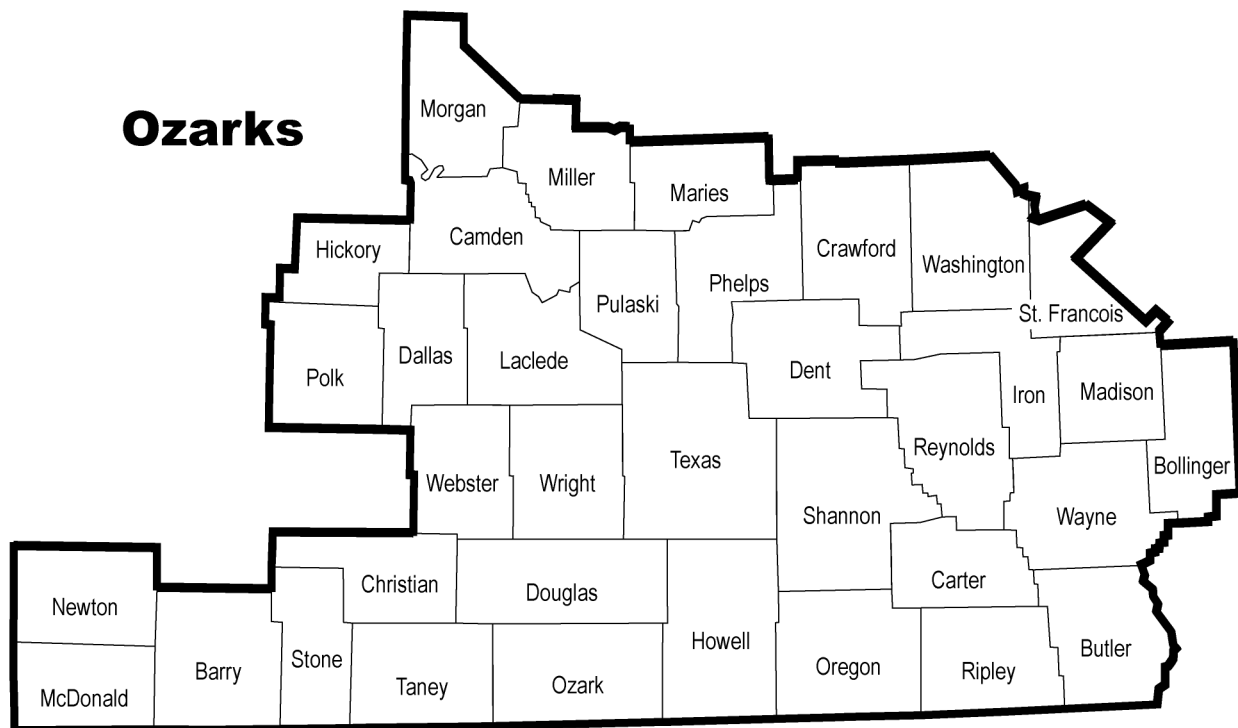 Ozarks
Morgan
Miller
Maries
Hickory
Camden
Crawford
Washington
Phelps
Pulaski
St. Francois
Dallas
Laclede
Polk
Dent
Iron
Madison
Reynolds
Texas
Bollinger
Webster
Wright
Shannon
Wayne
Christian
Douglas
Carter
Newton
Howell
Butler
Stone
Barry
Oregon
Ripley
McDonald
Taney
Ozark